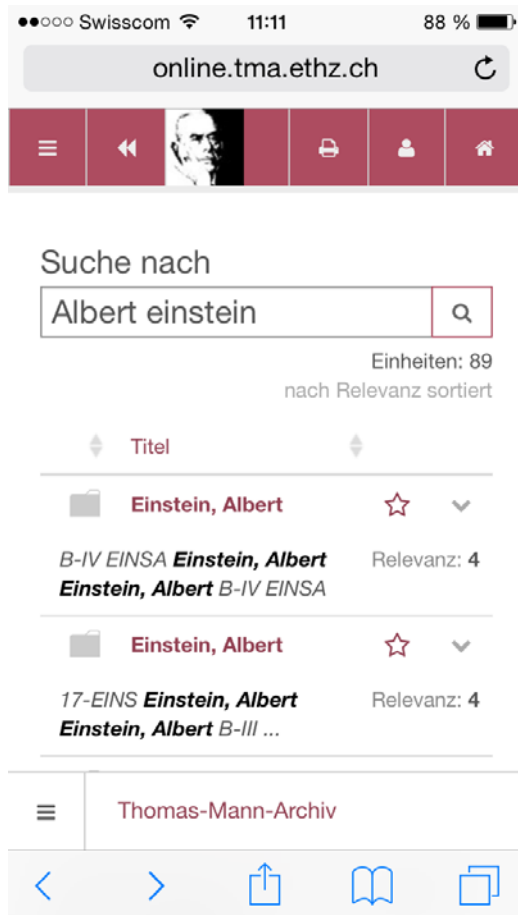 Swisscom 11:11 88 %
online.tma.ethz.ch
Suche nach
Albert einstein
Einheiten: 89
nach Relevanz sortiert
Titel
Einstein, Albert
B-IV EINSA Einstein, Albert Relevanz: 4
Einstein, Albert B-IV EINSA
Einstein, Albert
17-EINS Einstein, Albert Relevanz: 4
Einstein, Albert B-III ...
Thomas-Mann-Archiv